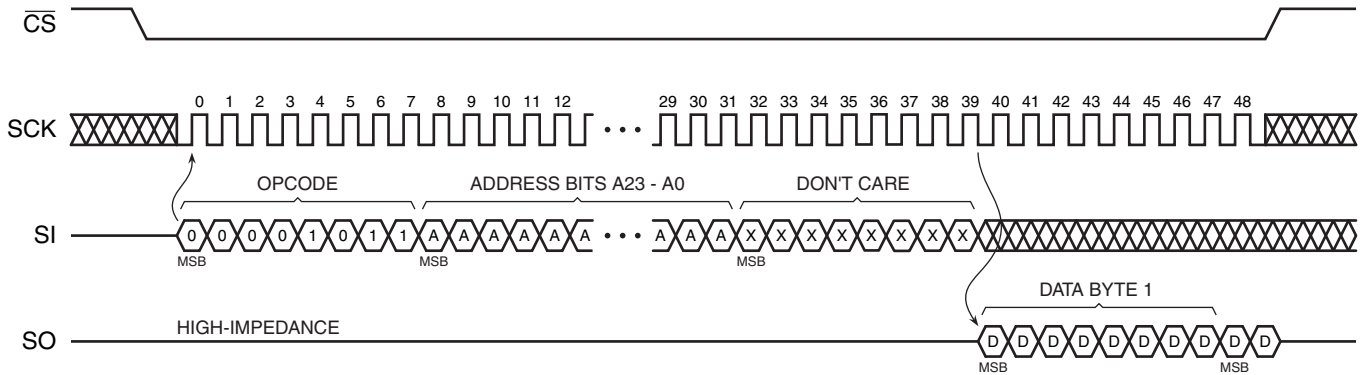 CS
0 1 2 3 4 5 6 7 8 9 10 11 12 29 30 31 32 33 34 35 36 37 38 39 40 41 42 43 44 45 46 47 48
SCK • • •
OPCODE ADDRESS BITS A23 - A0 DON'T CARE
SI 0 0 0 0 1 0 1 1 A A A A A A • • • A A A X X X X X X X X
MSB MSB MSB
DATA BYTE 1
HIGH-IMPEDANCE
SO D D D D D D D D D D
MSB MSB